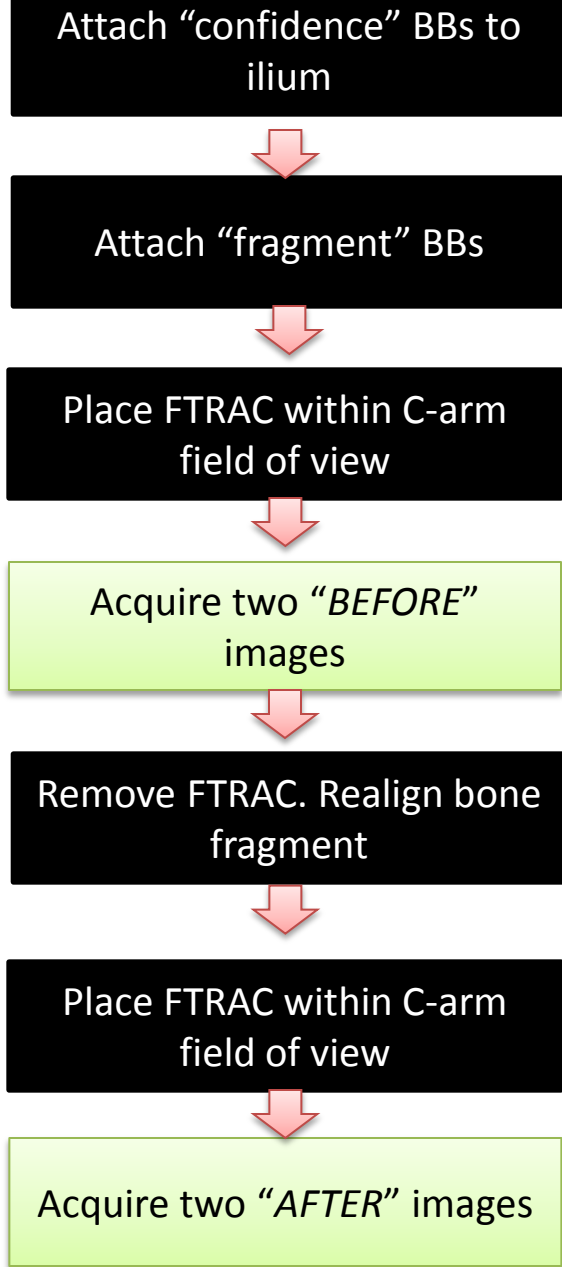 Attach “confidence” BBs to
ilium
Attach “fragment” BBs
Place FTRAC within C-arm
field of view
Acquire two “BEFORE”
images
Remove FTRAC. Realign bone
fragment
Place FTRAC within C-arm
field of view
Acquire two “AFTER” images